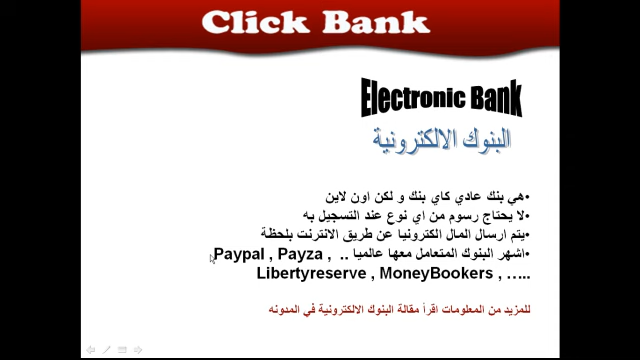 Click Bank
Electronic Bank
البنوك الالكترونية
•هي بنك عادي كاي بنك و لكن اون لاين
•لا يحتاج رسوم من اي نوع عند التسجيل به
•يتم ارسال المال الكترونيا عن طريق الانترنت بلحظة
•اشهر البنوك المتعامل معها عالميا .. Paypal , Payza ,
Libertyreserve , MoneyBookers , …..
للمزيد من المعلومات اقرأ مقالة البنوك الالكترونية في المدونه